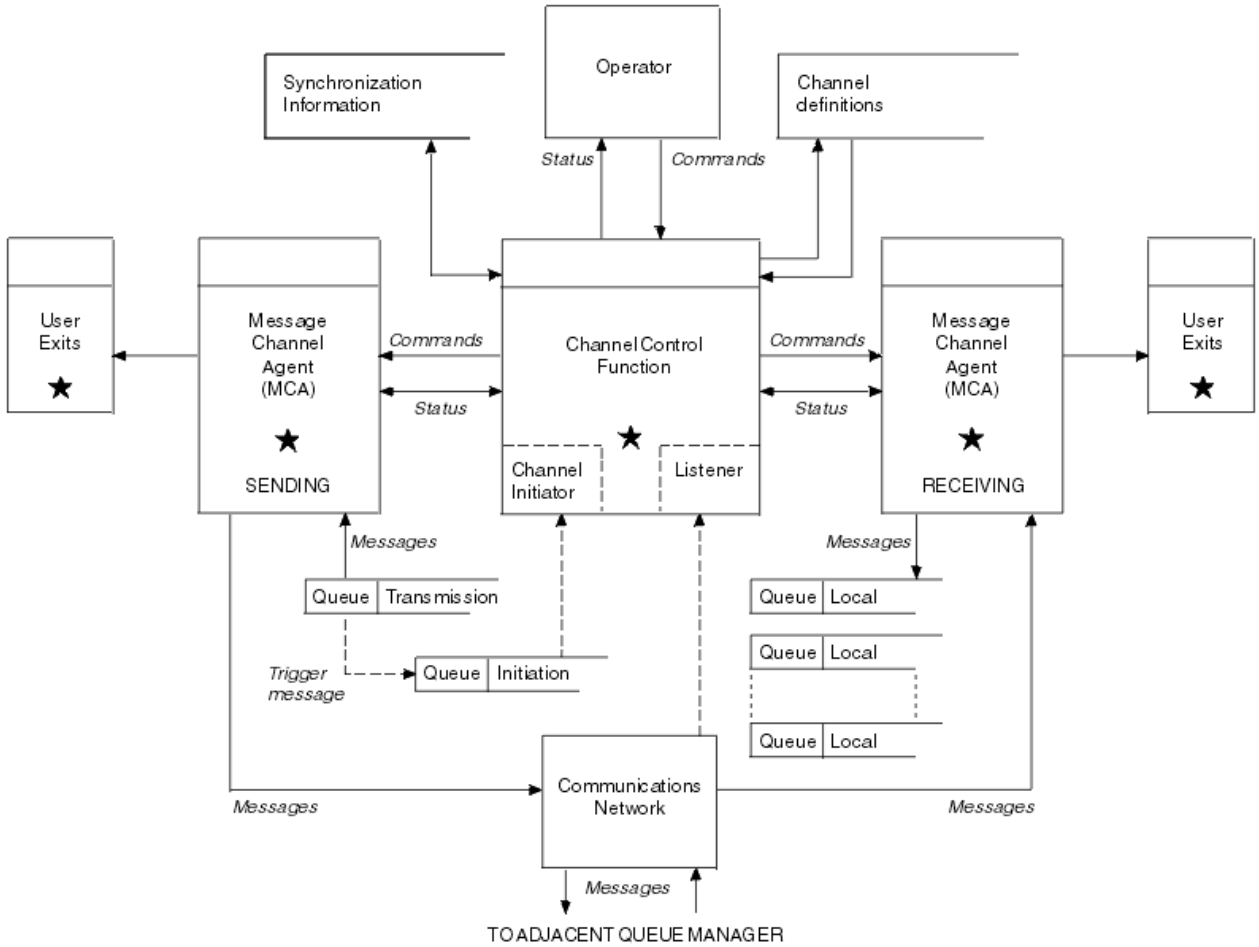 Synchronization
Information
Operator
Channel
definitions
Status
Commands
User
Exits
Message
Channel
Agent
(MCA)
SENDING
Commands
Status
Channel Control
Function
Channel
Initiator
Listener
Commands
Status
Message
Channel
Agent
(MCA)
RECEIVING
User
Exits
Messages
Queue Transmission
Trigger
message
Queue Initiation
Messages
Queue Local
Queue Local
Queue Local
Messages
Communications
Network
Messages
Messages
TO ADJACENT QUEUE MANAGER